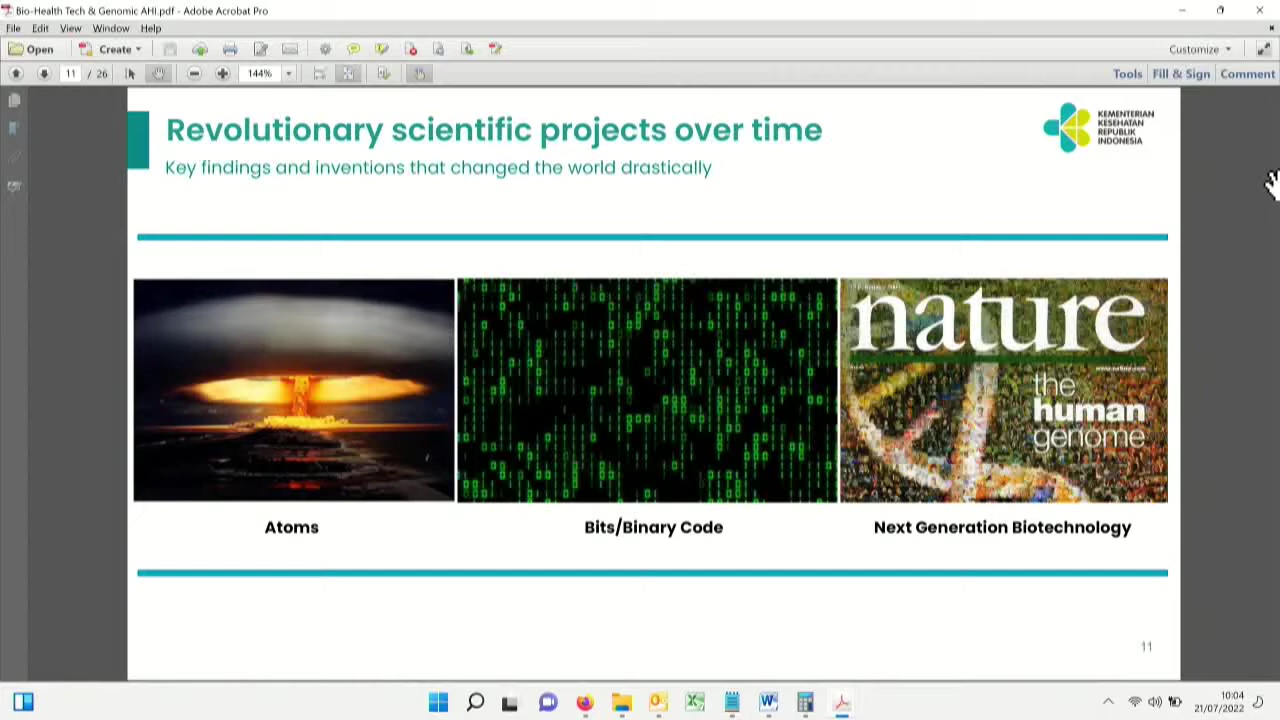 Bio-Health Tech & Genomic AHI.pdf - Adobe Acrobat Pro
File Edit View Window Help
Open Create Customize
11 / 26 144% Tools Fill & Sign Comment
Revolutionary scientific projects over time
Key findings and inventions that changed the world drastically
KEMENTERIAN
KESEHATAN
REPUBLIK
INDONESIA
nature
www.nature.com
the
human
genome
Atoms
Bits/Binary Code
Next Generation Biotechnology
11
10:04
21/07/2022